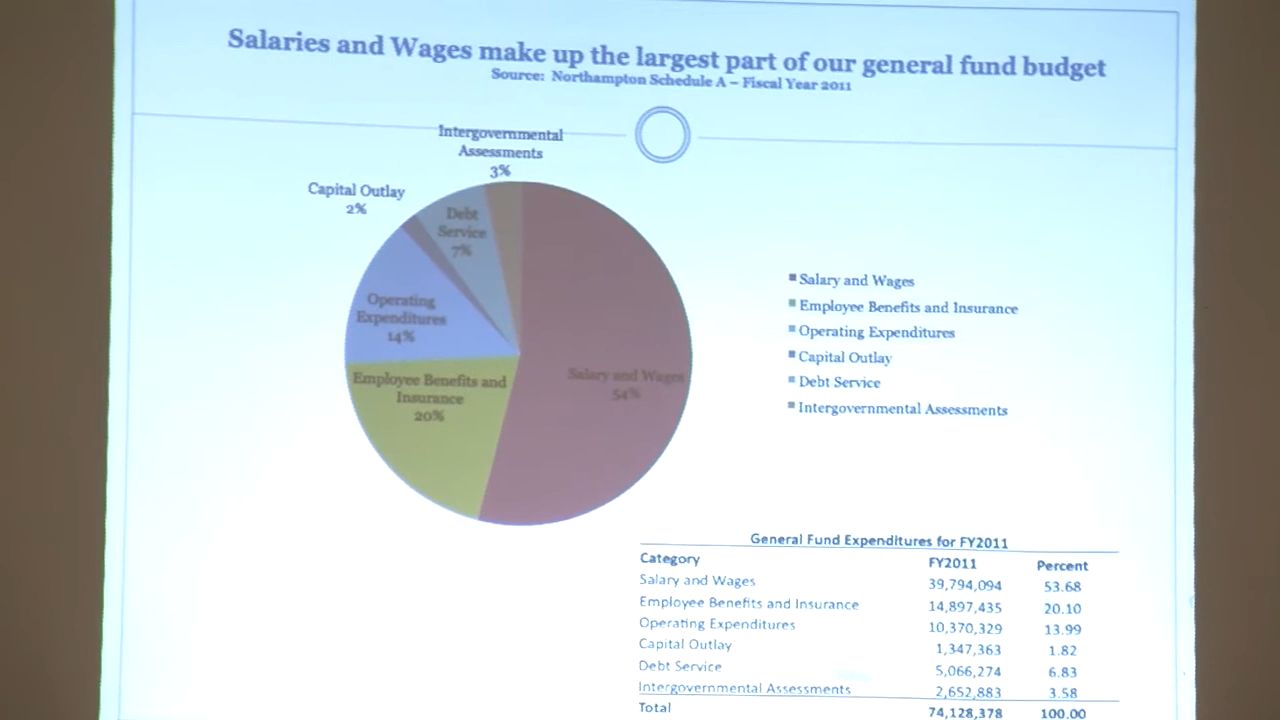 Salaries and Wages make up the largest part of our general fund budget
Source: Northampton Schedule A – Fiscal Year 2011
Intergovernmental
Assessments
3%
Capital Outlay
2%
Debt
Service
7%
Operating
Expenditures
14%
Employee Benefits and
Insurance
20%
Salary and Wages
54%
Salary and Wages
Employee Benefits and Insurance
Operating Expenditures
Capital Outlay
Debt Service
Intergovernmental Assessments
General Fund Expenditures for FY2011
Category FY2011 Percent
Salary and Wages 39,794,094 53.68
Employee Benefits and Insurance 14,897,435 20.10
Operating Expenditures 10,370,329 13.99
Capital Outlay 1,347,363 1.82
Debt Service 5,066,274 6.83
Intergovernmental Assessments 2,652,883 3.58
Total 74,128,378 100.00